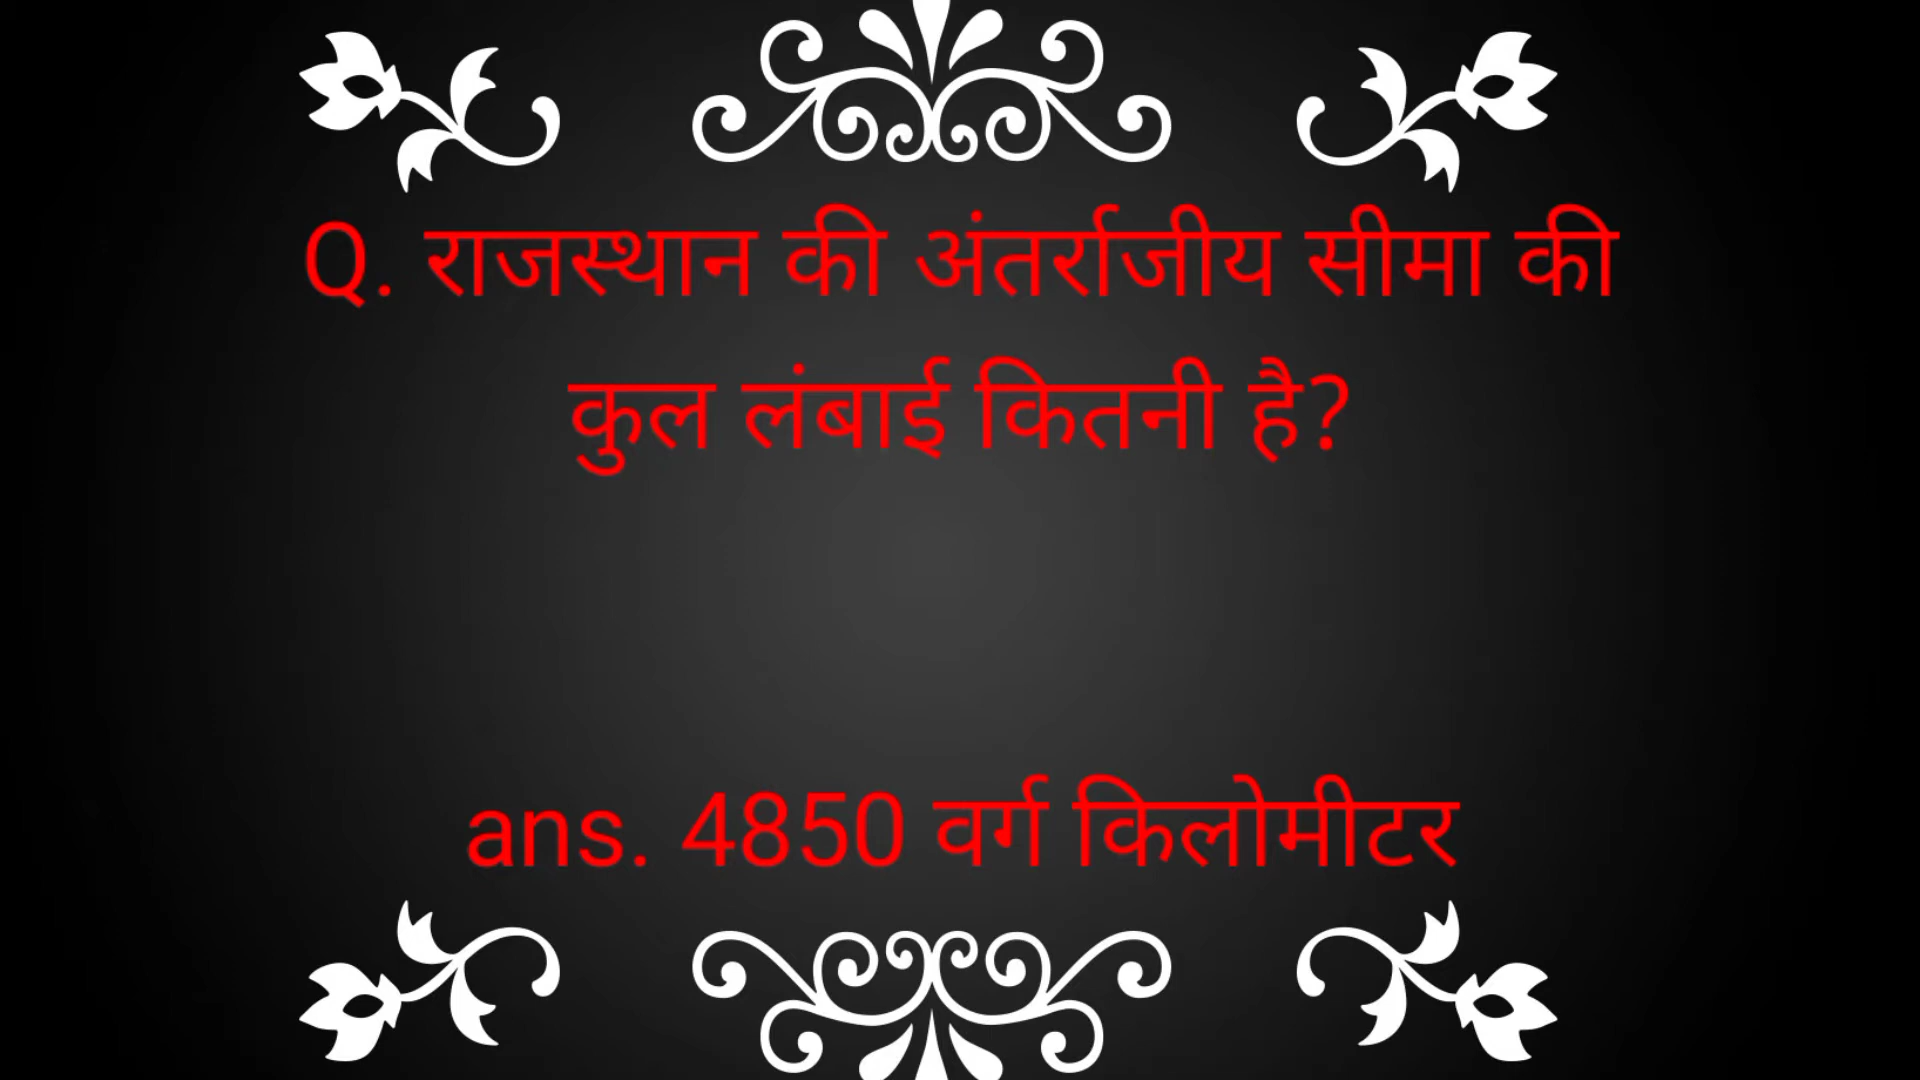 Q. राजस्थान की अंतर्राजीय सीमा की
कुल लंबाई कितनी है?
ans. 4850 वर्ग किलोमीटर